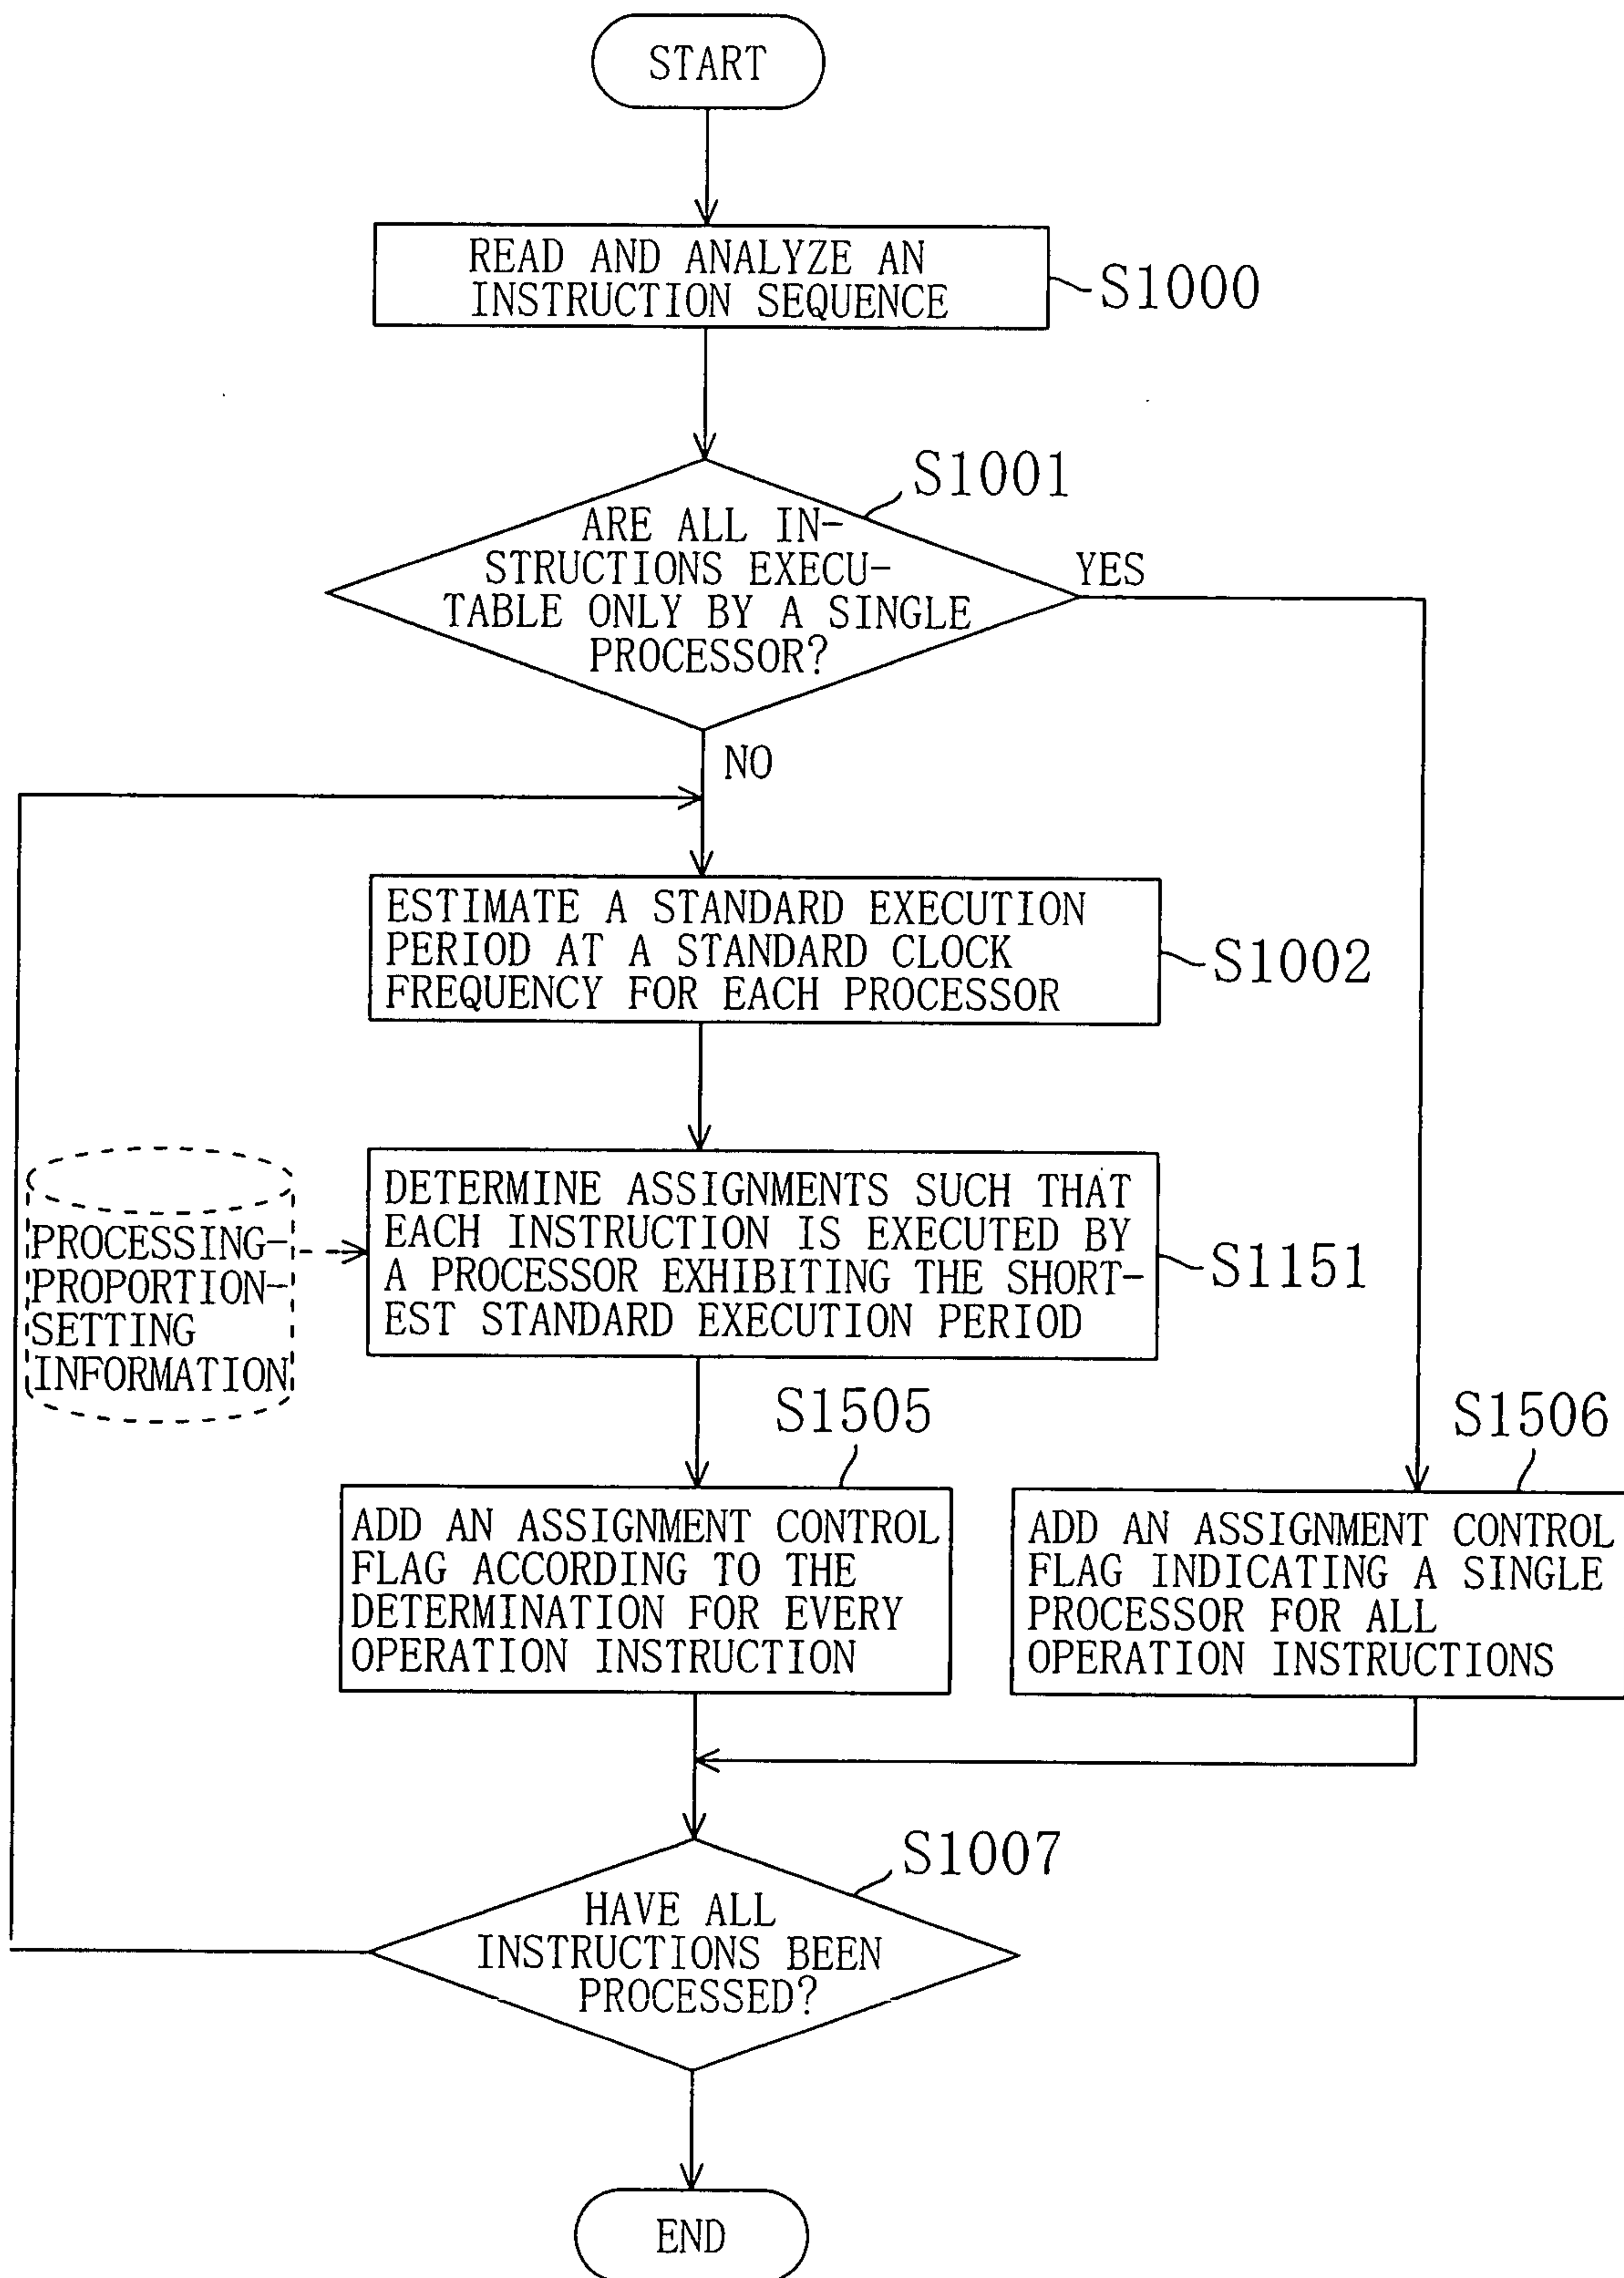 START
READ AND ANALYZE AN
INSTRUCTION SEQUENCE
S1000
S1001
ARE ALL IN-
STRUCTIONS EXECU-
TABLE ONLY BY A SINGLE
PROCESSOR?
YES
NO
ESTIMATE A STANDARD EXECUTION
PERIOD AT A STANDARD CLOCK
FREQUENCY FOR EACH PROCESSOR
S1002
PROCESSING-
PROPORTION-
SETTING
INFORMATION
DETERMINE ASSIGNMENTS SUCH THAT
EACH INSTRUCTION IS EXECUTED BY
A PROCESSOR EXHIBITING THE SHORT-
EST STANDARD EXECUTION PERIOD
S1151
S1505
ADD AN ASSIGNMENT CONTROL
FLAG ACCORDING TO THE
DETERMINATION FOR EVERY
OPERATION INSTRUCTION
S1506
ADD AN ASSIGNMENT CONTROL
FLAG INDICATING A SINGLE
PROCESSOR FOR ALL
OPERATION INSTRUCTIONS
S1007
HAVE ALL
INSTRUCTIONS BEEN
PROCESSED?
END